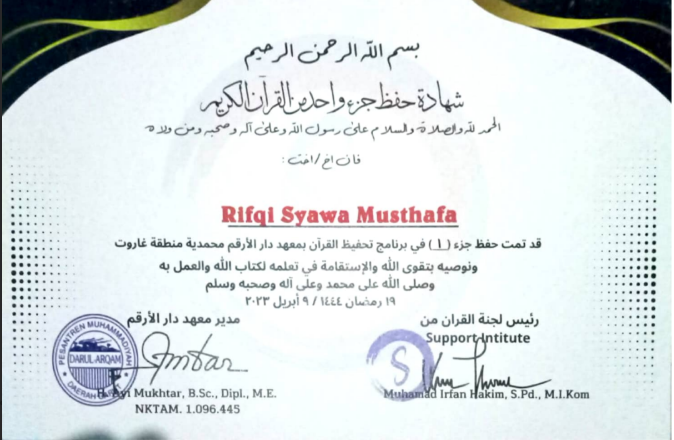 بسم الله الرحمن الرحيم
شهادة حفظ جزء واحد من القرآن الكريم
الحمد لله والصلاة والسلام على رسول الله وعلى آله وصحبه ومن ولاه
فإن اخ/اخت:
Rifqi Syawa Musthafa
قد تمت حفظ جزء (١) في برنامج تحفيظ القرآن بمعهد دار الأرقم محمدية منطقة غاروت
ونوصيه بتقوى الله والإستقامة في تعلمه لكتاب الله والعمل به
وصلى الله على محمد وعلى آله وصحبه وسلم
١٩ رمضان ١٤٤٤ / ٩ أبريل ٢٠٢٣
رئيس لجنة القران من
Support Intitute
S
Muhamad Irfan Hakim, S.Pd., M.I.Kom
مدير معهد دار الأرقم
PESANTREN MUHAMMADIYAH
DARUL-ARQAM
DAERAH
Ayi Mukhtar, B.Sc., Dipl., M.E.
NKTAM. 1.096.445